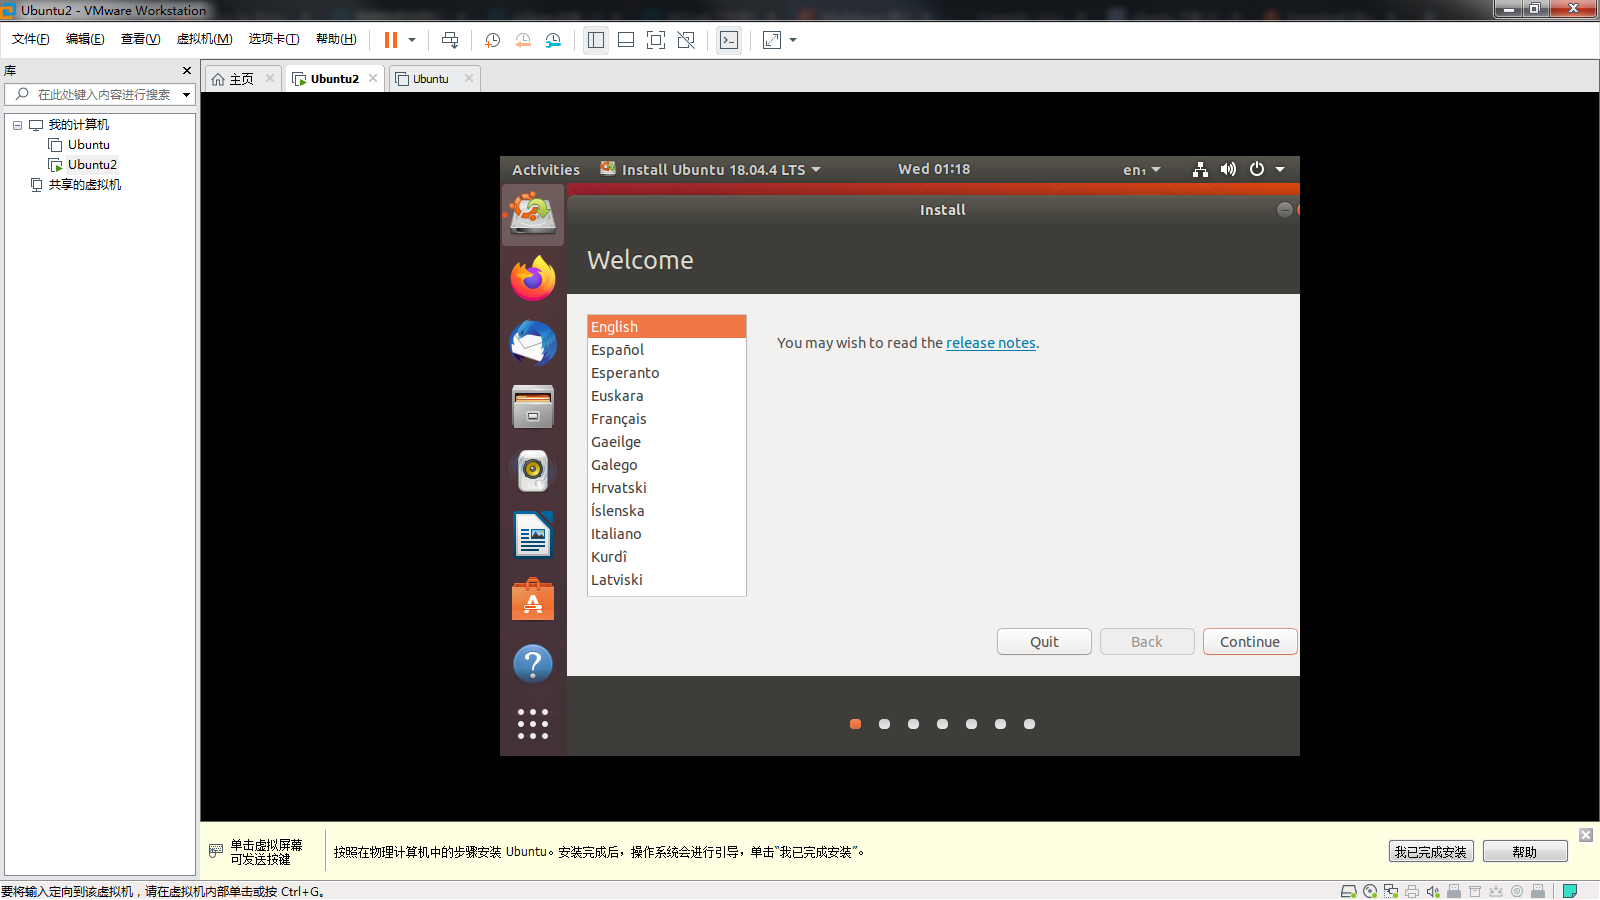 Ubuntu2 - VMware Workstation
文件(F) 编辑(E) 查看(V) 虚拟机(M) 选项卡(T) 帮助(H)
库
在此处键入内容进行搜索
我的计算机
Ubuntu
Ubuntu2
共享的虚拟机
主页 Ubuntu2 Ubuntu
Activities Install Ubuntu 18.04.4 LTS Wed 01:18 en₁
Install
Welcome
English
Español
Esperanto
Euskara
Français
Gaeilge
Galego
Hrvatski
Íslenska
Italiano
Kurdî
Latviski
You may wish to read the release notes.
Quit Back Continue
单击虚拟屏幕
可发送按键
按照在物理计算机中的步骤安装 Ubuntu。安装完成后，操作系统会进行引导，单击“我已完成安装”。
我已完成安装 帮助
要将输入定向到该虚拟机，请在虚拟机内部单击或按 Ctrl+G。